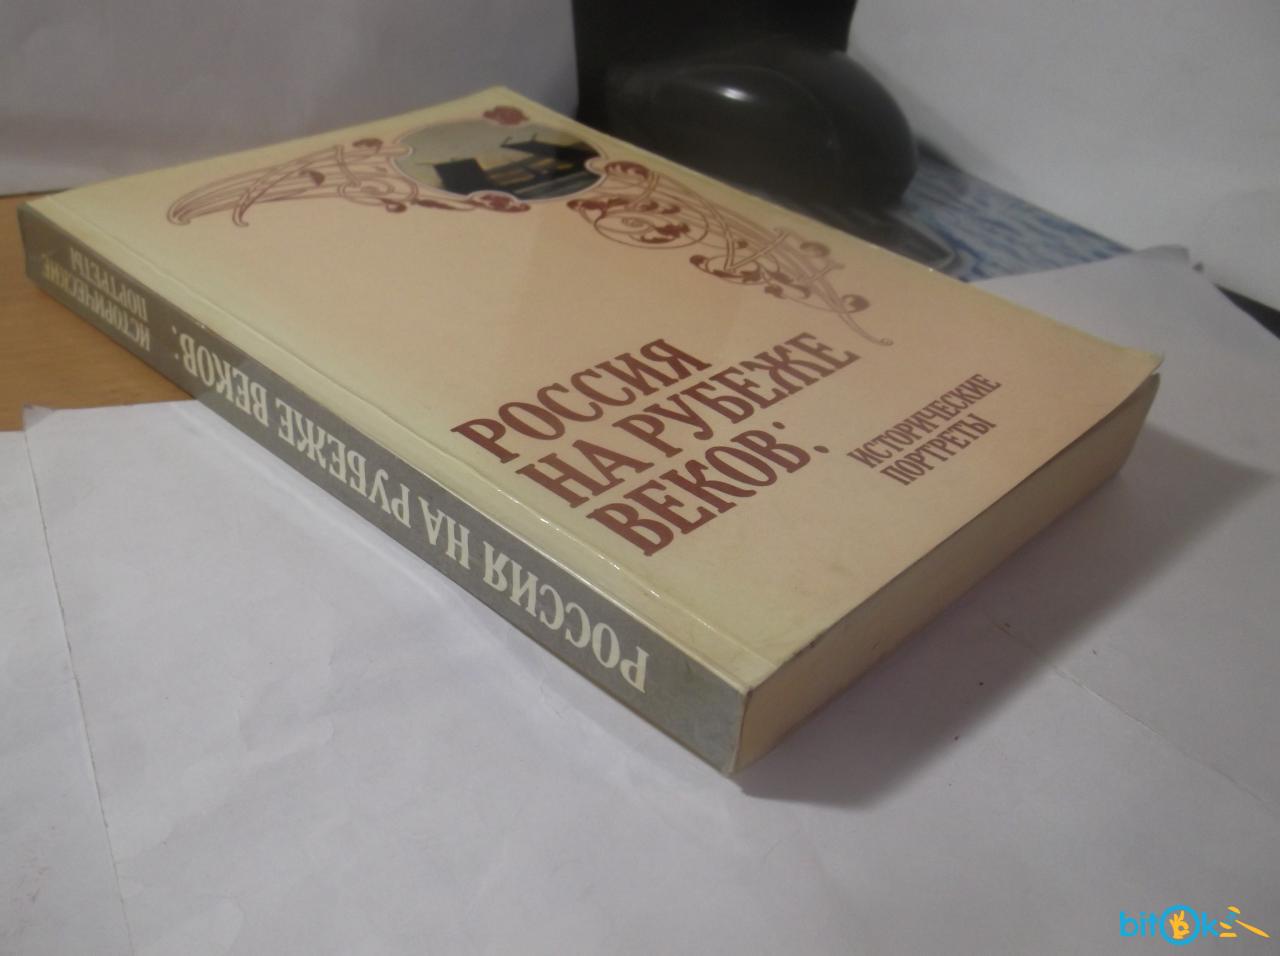 РОССИЯ
НА РУБЕЖЕ
ВЕКОВ:
ИСТОРИЧЕСКИЕ
ПОРТРЕТЫ
РОССИЯ НА РУБЕЖЕ ВЕКОВ:
ИСТОРИЧЕСКИЕ
ПОРТРЕТЫ
bitOk